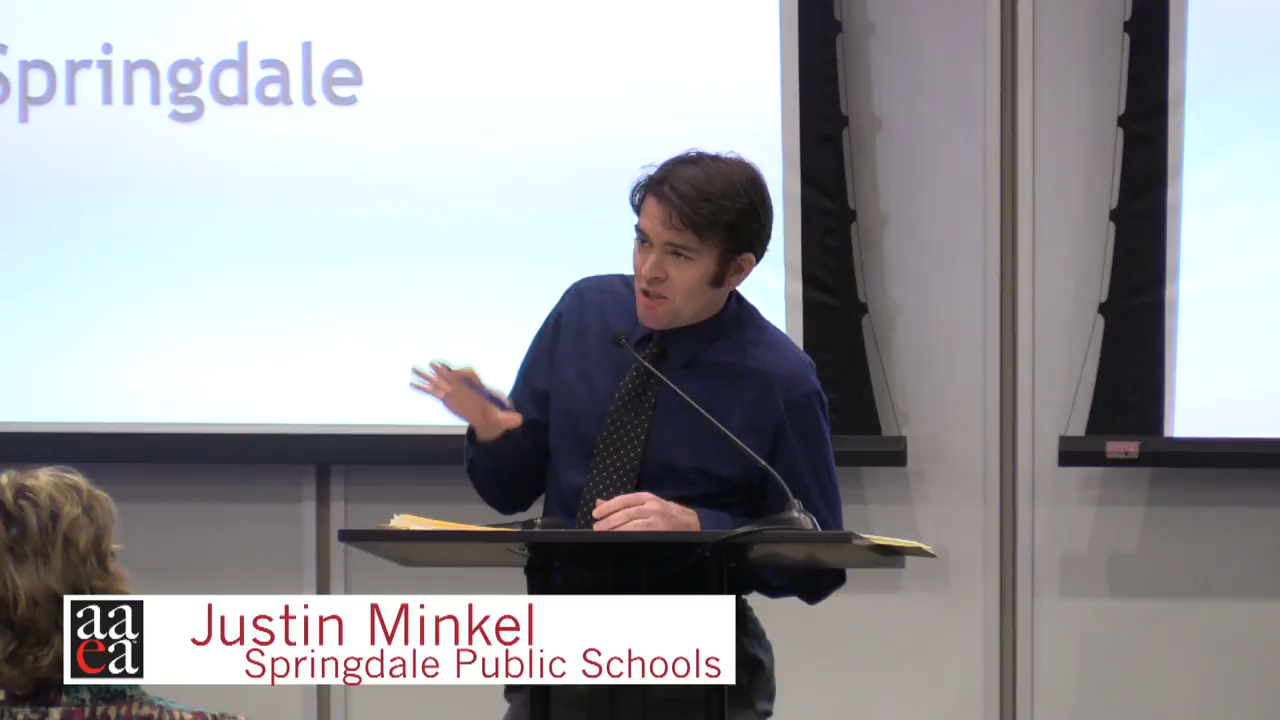 Springdale
aa
ea
Justin Minkel
Springdale Public Schools